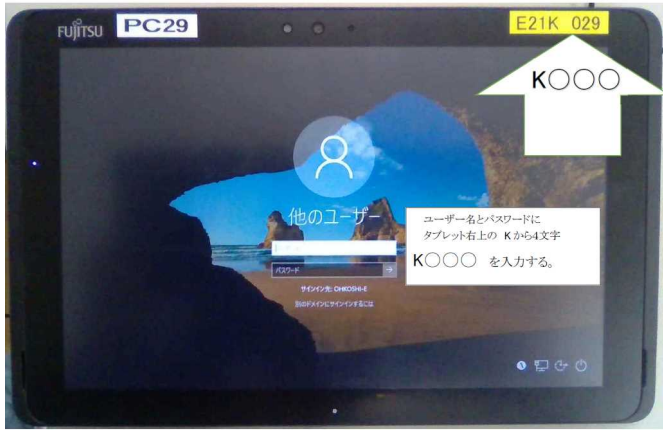 FUJITSU
PC29
E21K 029
K○○○
他のユーザー
パスワード
サインイン先: OHKOSHI-E
別のドメインにサインインするには
ユーザー名とパスワードに
タブレット右上の Kから4文字
K○○○ を入力する。